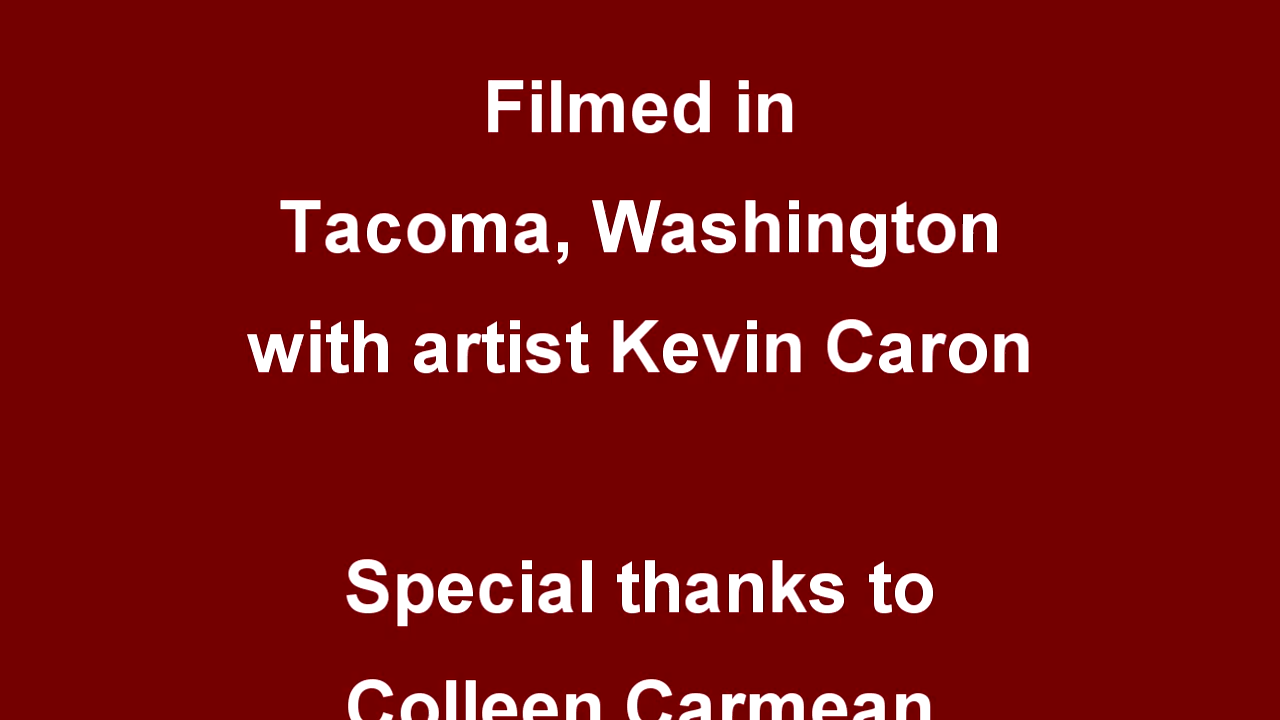 Filmed in
Tacoma, Washington
with artist Kevin Caron
Special thanks to
Colleen Carmean